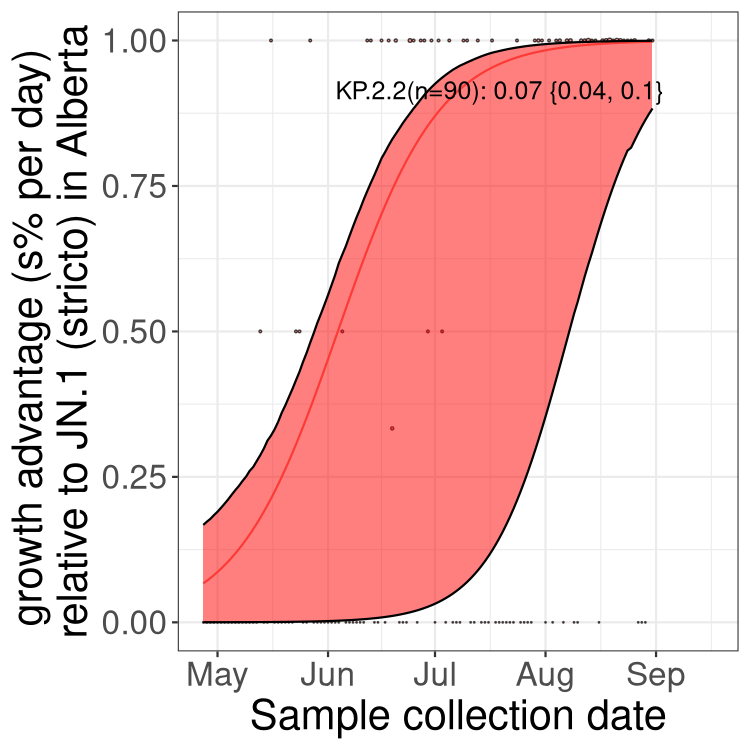 growth advantage (s% per day)
relative to JN.1 (stricto) in Alberta
1.00
0.75
0.50
0.25
0.00
KP.2.2(n=90): 0.07 {0.04, 0.1}
May Jun Jul Aug Sep
Sample collection date